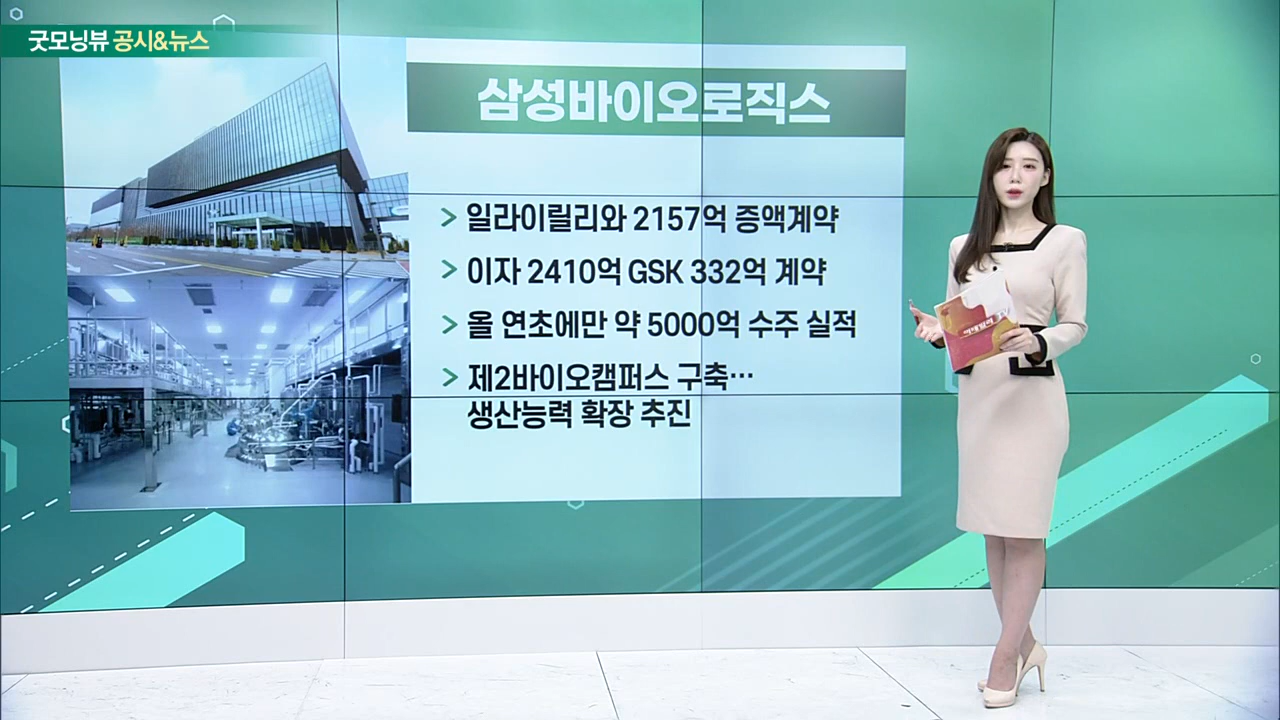 굿모닝뷰 공시&뉴스
삼성바이오로직스
> 일라이릴리와 2157억 증액계약
> 이자 2410억 GSK 332억 계약
> 올 연초에만 약 5000억 수주 실적
> 제2바이오캠퍼스 구축…
생산능력 확장 추진